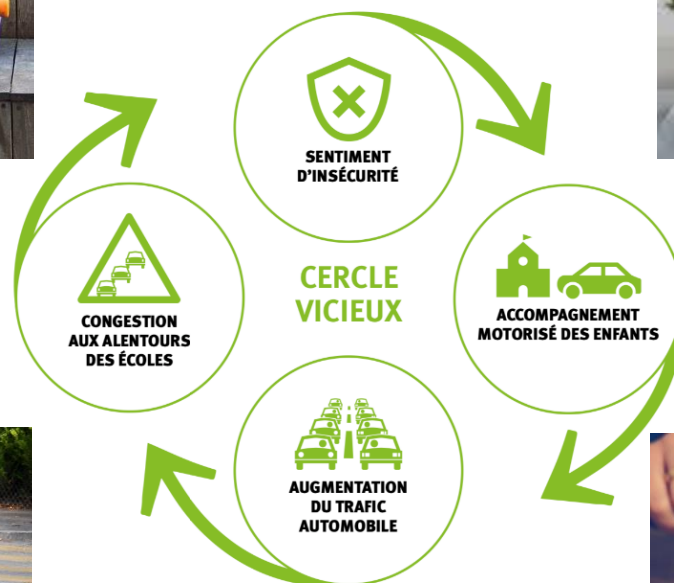 SENTIMENT
D'INSÉCURITÉ
CERCLE
VICIEUX
ACCOMPAGNEMENT
MOTORISÉ DES ENFANTS
AUGMENTATION
DU TRAFIC
AUTOMOBILE
CONGESTION
AUX ALENTOURS
DES ÉCOLES